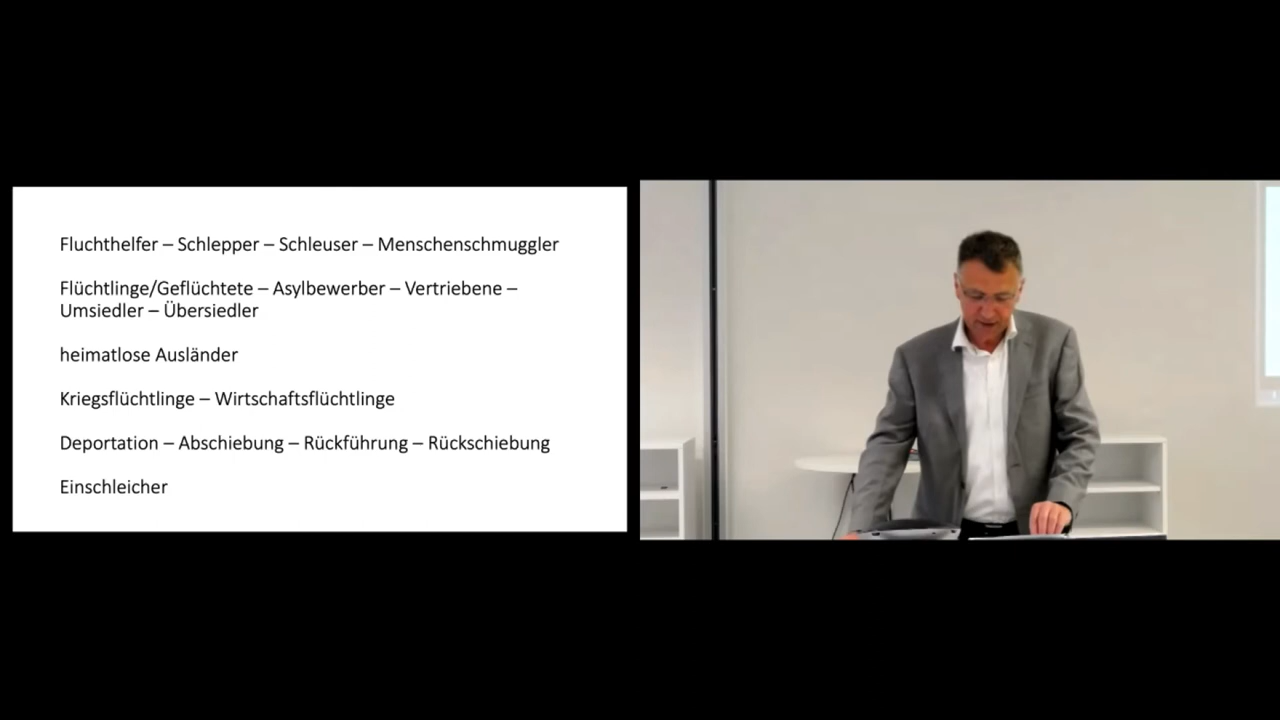 Fluchthelfer – Schlepper – Schleuser – Menschenschmuggler
Flüchtlinge/Geflüchtete – Asylbewerber – Vertriebene –
Umsiedler – Übersiedler
heimatlose Ausländer
Kriegsflüchtlinge – Wirtschaftsflüchtlinge
Deportation – Abschiebung – Rückführung – Rückschiebung
Einschleicher